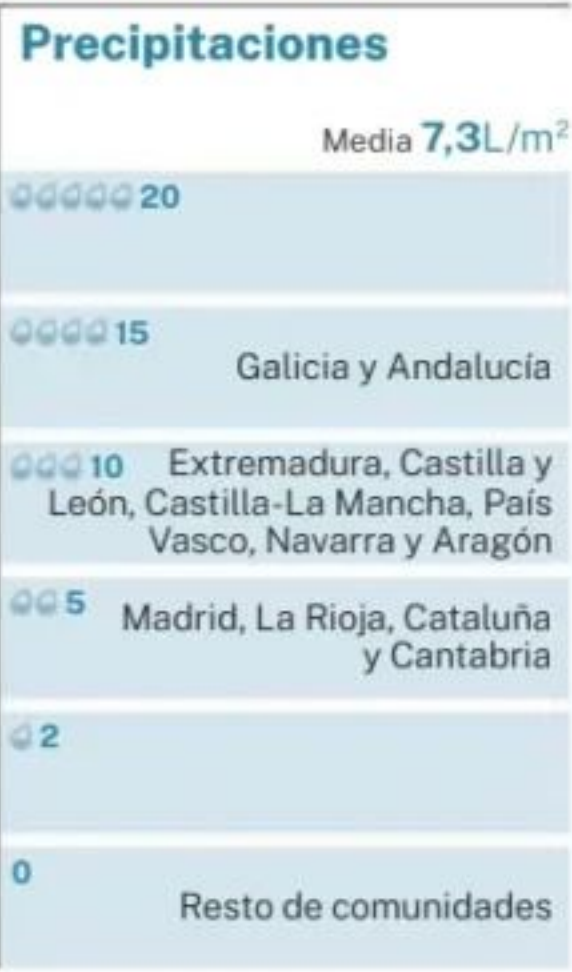 Precipitaciones
Media 7,3L/m²
20
15
Galicia y Andalucía
10 Extremadura, Castilla y
León, Castilla-La Mancha, País
Vasco, Navarra y Aragón
5 Madrid, La Rioja, Cataluña
y Cantabria
2
0
Resto de comunidades